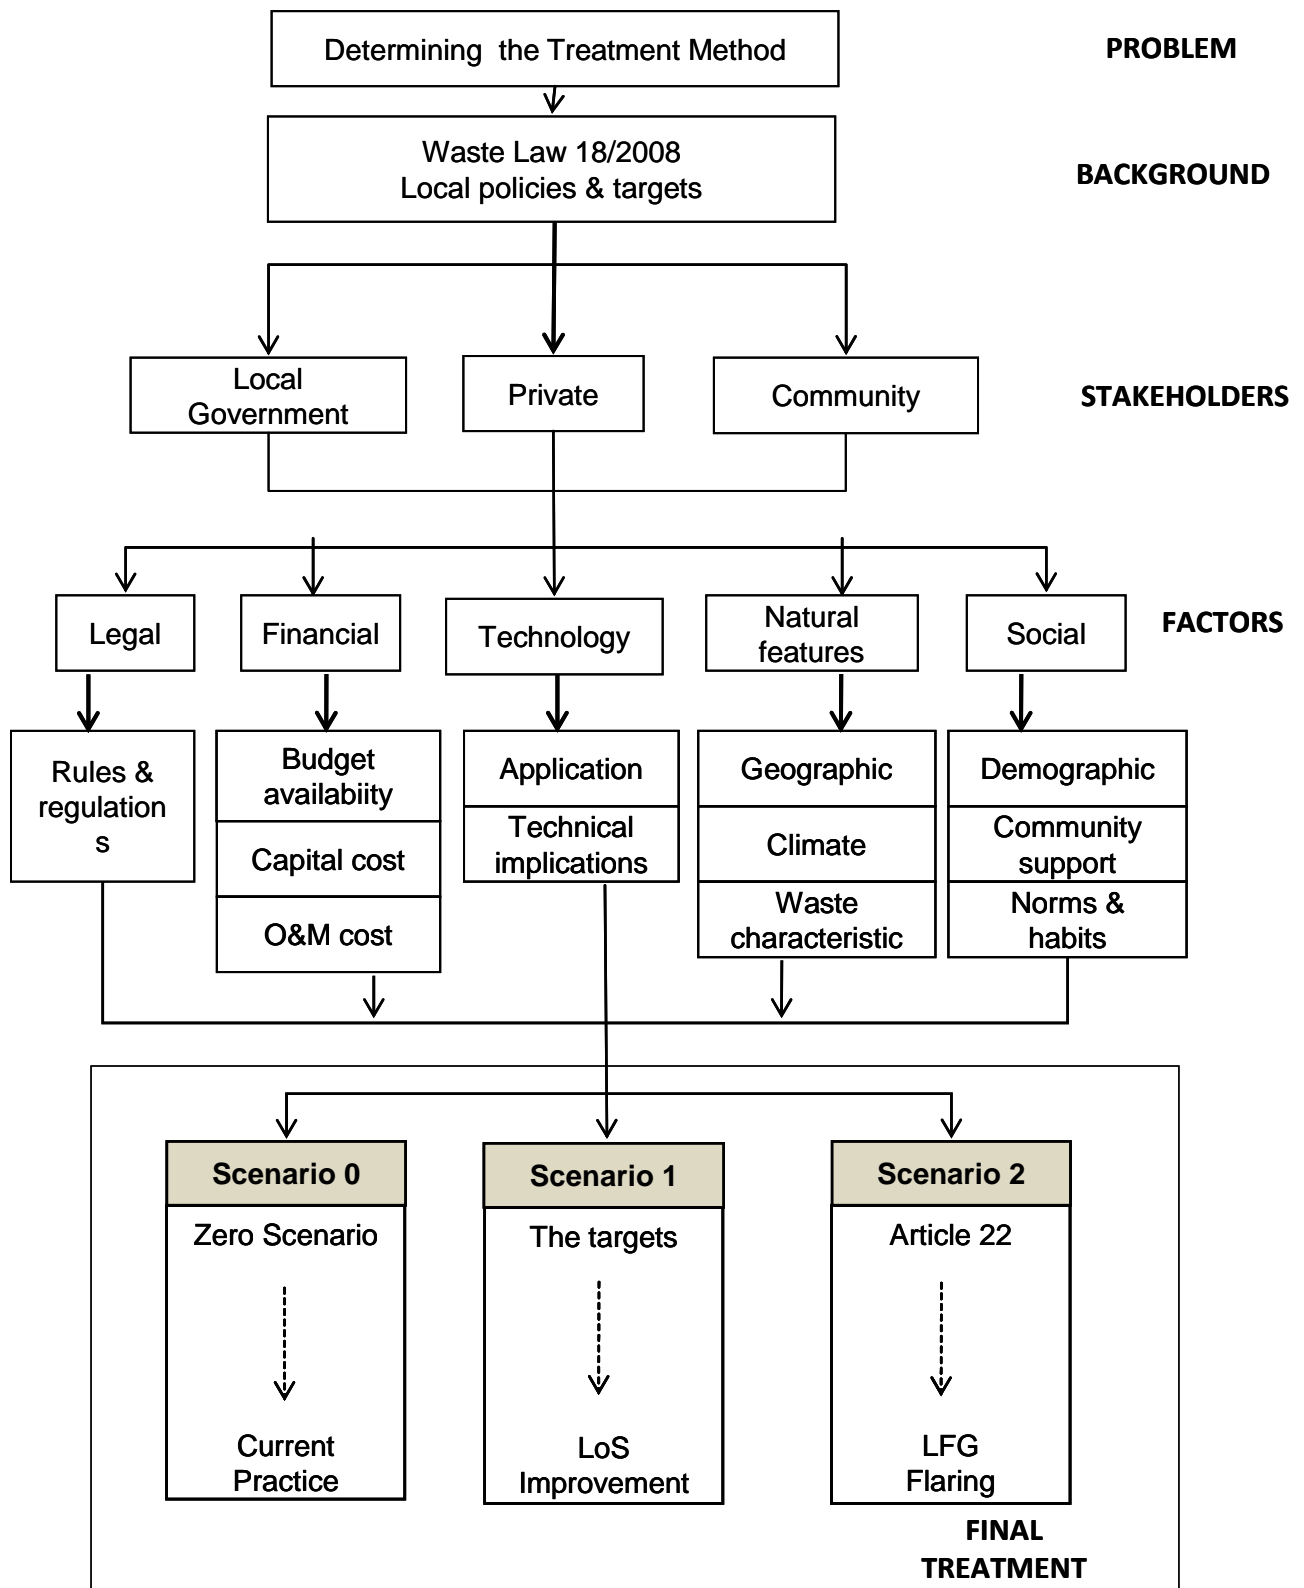 Determining the Treatment Method
PROBLEM
Waste Law 18/2008
Local policies & targets
BACKGROUND
Local
Government
Private
Community
STAKEHOLDERS
Legal
Financial
Technology
Natural
features
Social
FACTORS
Rules &
regulation
s
Budget
availabiity
Capital cost
O&M cost
Application
Technical
implications
Geographic
Climate
Waste
characteristic
Demographic
Community
support
Norms &
habits
Scenario 0
Zero Scenario
Current
Practice
Scenario 1
The targets
LoS
Improvement
Scenario 2
Article 22
LFG
Flaring
FINAL
TREATMENT